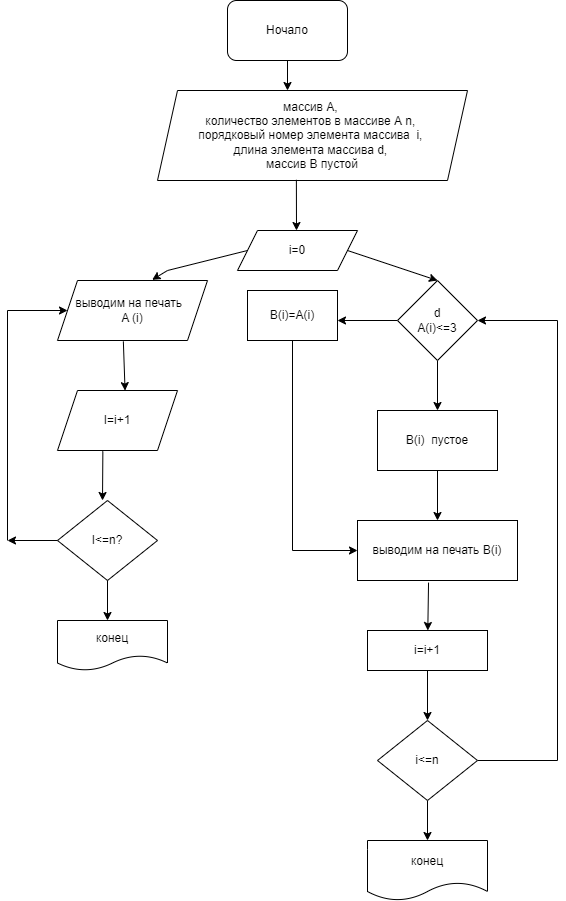 Ночало
массив А,
количество элементов в массиве А n,
порядковый номер элемента массива i,
длина элемента массива d,
массив В пустой
i=0
выводим на печать
A (i)
I=i+1
I<=n?
конец
B(i)=A(i)
d
A(i)<=3
B(i) пустое
выводим на печать B(i)
i=i+1
i<=n
конец